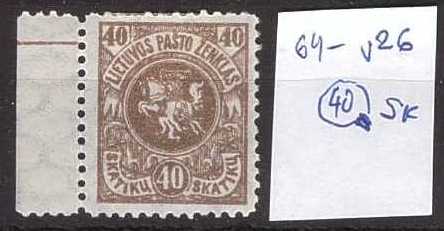 40 40
LIETUVOS PAŠTO ŽENKLAS
SKATIKŲ 40 SKATIKŲ
64- v26
40 SK